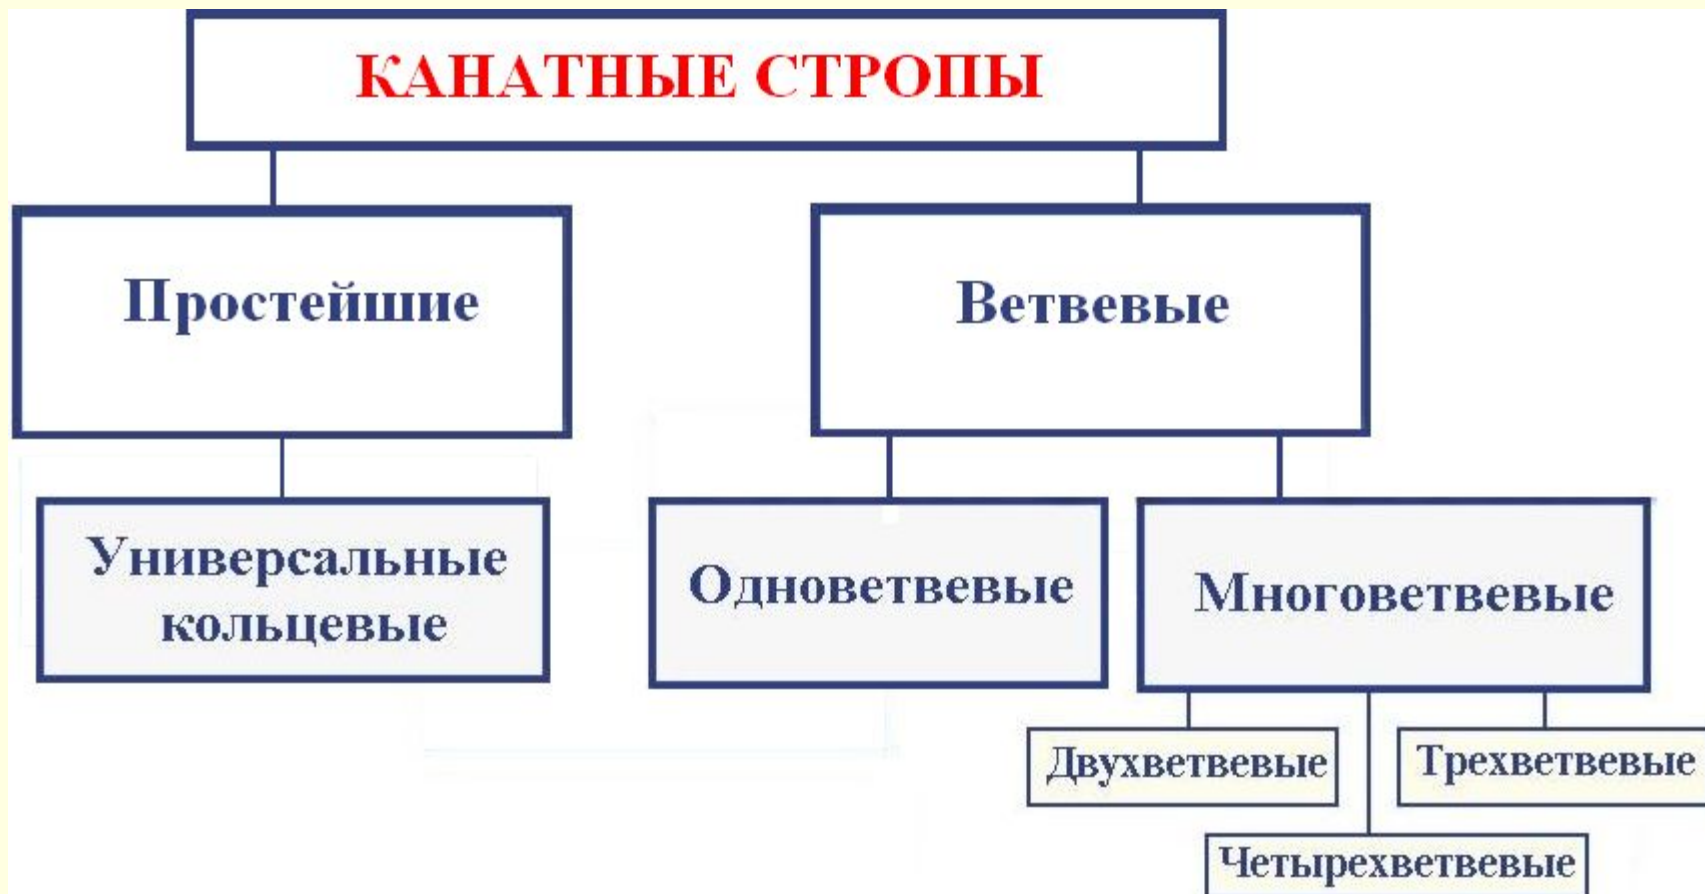 КАНАТНЫЕ СТРОПЫ
Простейшие
Ветвевые
Универсальные
кольцевые
Одноветвевые
Многоветвевые
Двухветвевые
Трехветвевые
Четырехветвевые